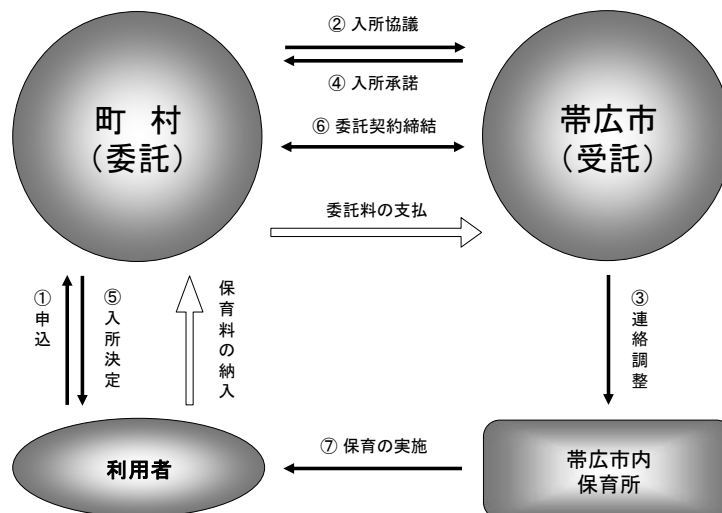 ② 入所協議
④ 入所承諾
町 村
(委託)
帯広市
(受託)
⑥ 委託契約締結
委託料の支払
①申込
⑤入所決定
保育料の納入
③連絡調整
利用者
⑦ 保育の実施
帯広市内
保育所